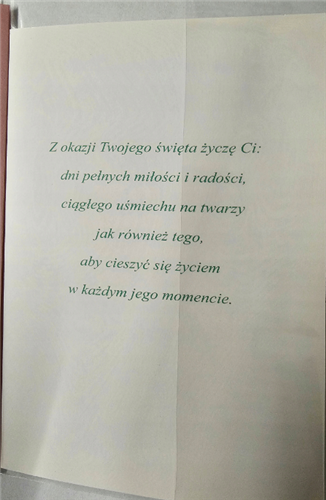 Z okazji Twojego święta życzę Ci:
dni pełnych miłości i radości,
ciągłego uśmiechu na twarzy
jak również tego,
aby cieszyć się życiem
w każdym jego momencie.